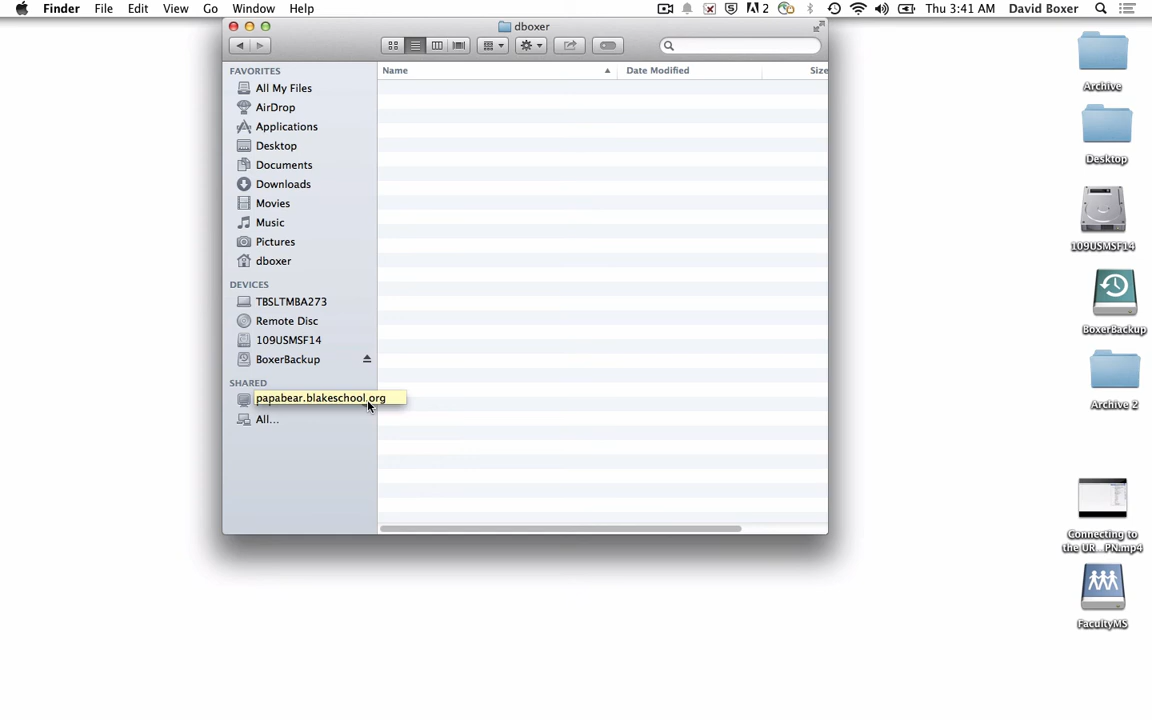 Finder File Edit View Go Window Help
5 2 Thu 3:41 AM David Boxer
dboxer
Name Date Modified Size
FAVORITES
All My Files
AirDrop
Applications
Desktop
Documents
Downloads
Movies
Music
Pictures
dboxer
DEVICES
TBSLTMBA273
Remote Disc
109USMSF14
BoxerBackup
SHARED
papabear.blakeschool.org
All...
Archive
Desktop
109USMSF14
BoxerBackup
Archive 2
Connecting to
the UR...PN.mp4
FacultyMS